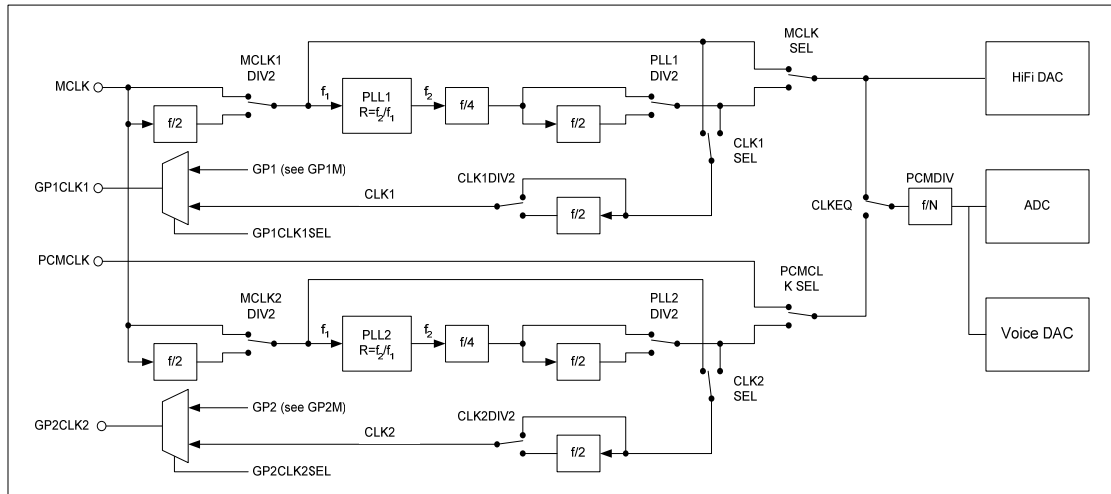 MCLK
MCLK1
DIV2
f/2
f₁
PLL1
R=f₂/f₁
f₂
f/4
f/2
PLL1
DIV2
MCLK
SEL
HiFi DAC
CLK1
SEL
GP1CLK1
GP1 (see GP1M)
CLK1
CLK1DIV2
f/2
GP1CLK1SEL
CLKEQ
PCMDIV
f/N
ADC
PCMCLK
PCMCL
K SEL
Voice DAC
MCLK2
DIV2
f/2
f₁
PLL2
R=f₂/f₁
f₂
f/4
f/2
PLL2
DIV2
CLK2
SEL
GP2CLK2
GP2 (see GP2M)
CLK2
CLK2DIV2
f/2
GP2CLK2SEL